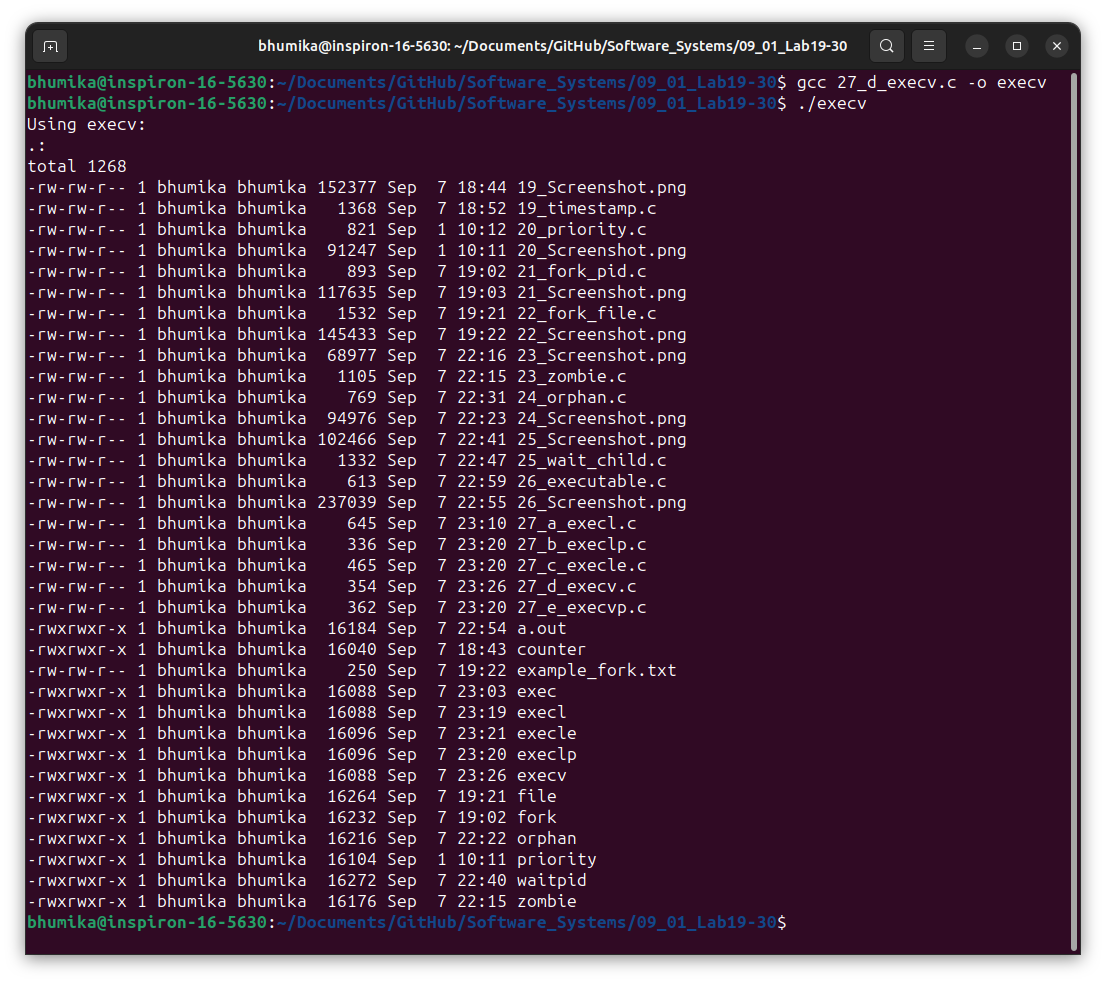 bhumika@inspiron-16-5630: ~/Documents/GitHub/Software_Systems/09_01_Lab19-30
bhumika@inspiron-16-5630:~/Documents/GitHub/Software_Systems/09_01_Lab19-30$ gcc 27_d_execv.c -o execv
bhumika@inspiron-16-5630:~/Documents/GitHub/Software_Systems/09_01_Lab19-30$ ./execv
Using execv:
.:
total 1268
-rw-rw-r-- 1 bhumika bhumika 152377 Sep  7 18:44 19_Screenshot.png
-rw-rw-r-- 1 bhumika bhumika   1368 Sep  7 18:52 19_timestamp.c
-rw-rw-r-- 1 bhumika bhumika    821 Sep  1 10:12 20_priority.c
-rw-rw-r-- 1 bhumika bhumika  91247 Sep  1 10:11 20_Screenshot.png
-rw-rw-r-- 1 bhumika bhumika    893 Sep  7 19:02 21_fork_pid.c
-rw-rw-r-- 1 bhumika bhumika 117635 Sep  7 19:03 21_Screenshot.png
-rw-rw-r-- 1 bhumika bhumika   1532 Sep  7 19:21 22_fork_file.c
-rw-rw-r-- 1 bhumika bhumika 145433 Sep  7 19:22 22_Screenshot.png
-rw-rw-r-- 1 bhumika bhumika  68977 Sep  7 22:16 23_Screenshot.png
-rw-rw-r-- 1 bhumika bhumika   1105 Sep  7 22:15 23_zombie.c
-rw-rw-r-- 1 bhumika bhumika    769 Sep  7 22:31 24_orphan.c
-rw-rw-r-- 1 bhumika bhumika  94976 Sep  7 22:23 24_Screenshot.png
-rw-rw-r-- 1 bhumika bhumika 102466 Sep  7 22:41 25_Screenshot.png
-rw-rw-r-- 1 bhumika bhumika   1332 Sep  7 22:47 25_wait_child.c
-rw-rw-r-- 1 bhumika bhumika    613 Sep  7 22:59 26_executable.c
-rw-rw-r-- 1 bhumika bhumika 237039 Sep  7 22:55 26_Screenshot.png
-rw-rw-r-- 1 bhumika bhumika    645 Sep  7 23:10 27_a_execl.c
-rw-rw-r-- 1 bhumika bhumika    336 Sep  7 23:20 27_b_execlp.c
-rw-rw-r-- 1 bhumika bhumika    465 Sep  7 23:20 27_c_execle.c
-rw-rw-r-- 1 bhumika bhumika    354 Sep  7 23:26 27_d_execv.c
-rw-rw-r-- 1 bhumika bhumika    362 Sep  7 23:20 27_e_execvp.c
-rwxrwxr-x 1 bhumika bhumika  16184 Sep  7 22:54 a.out
-rwxrwxr-x 1 bhumika bhumika  16040 Sep  7 18:43 counter
-rw-rw-r-- 1 bhumika bhumika    250 Sep  7 19:22 example_fork.txt
-rwxrwxr-x 1 bhumika bhumika  16088 Sep  7 23:03 exec
-rwxrwxr-x 1 bhumika bhumika  16088 Sep  7 23:19 execl
-rwxrwxr-x 1 bhumika bhumika  16096 Sep  7 23:21 execle
-rwxrwxr-x 1 bhumika bhumika  16096 Sep  7 23:20 execlp
-rwxrwxr-x 1 bhumika bhumika  16088 Sep  7 23:26 execv
-rwxrwxr-x 1 bhumika bhumika  16264 Sep  7 19:21 file
-rwxrwxr-x 1 bhumika bhumika  16232 Sep  7 19:02 fork
-rwxrwxr-x 1 bhumika bhumika  16216 Sep  7 22:22 orphan
-rwxrwxr-x 1 bhumika bhumika  16104 Sep  1 10:11 priority
-rwxrwxr-x 1 bhumika bhumika  16272 Sep  7 22:40 waitpid
-rwxrwxr-x 1 bhumika bhumika  16176 Sep  7 22:15 zombie
bhumika@inspiron-16-5630:~/Documents/GitHub/Software_Systems/09_01_Lab19-30$